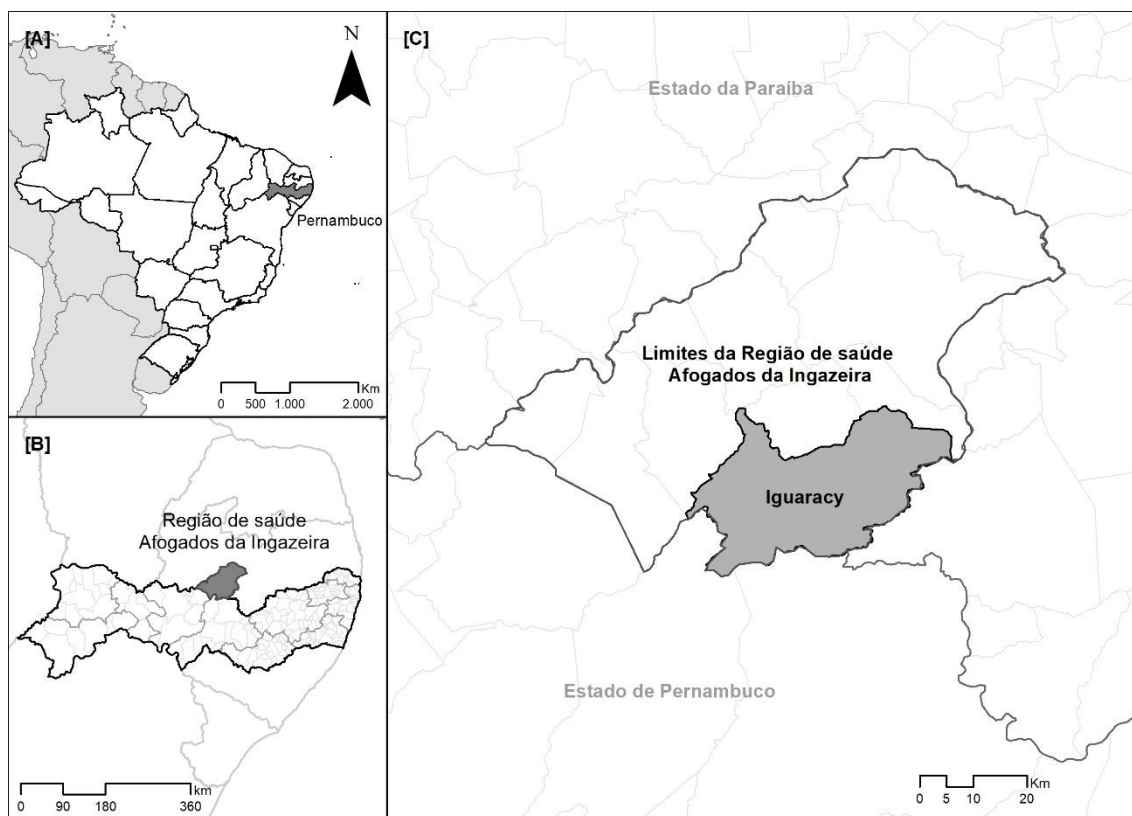 [A]
N
Pernambuco
Km
0 500 1.000 2.000
[B]
Região de saúde
Afogados da Ingazeira
km
0 90 180 360
[C]
Estado da Paraíba
Limites da Região de saúde
Afogados da Ingazeira
Iguaracy
Estado de Pernambuco
Km
0 5 10 20